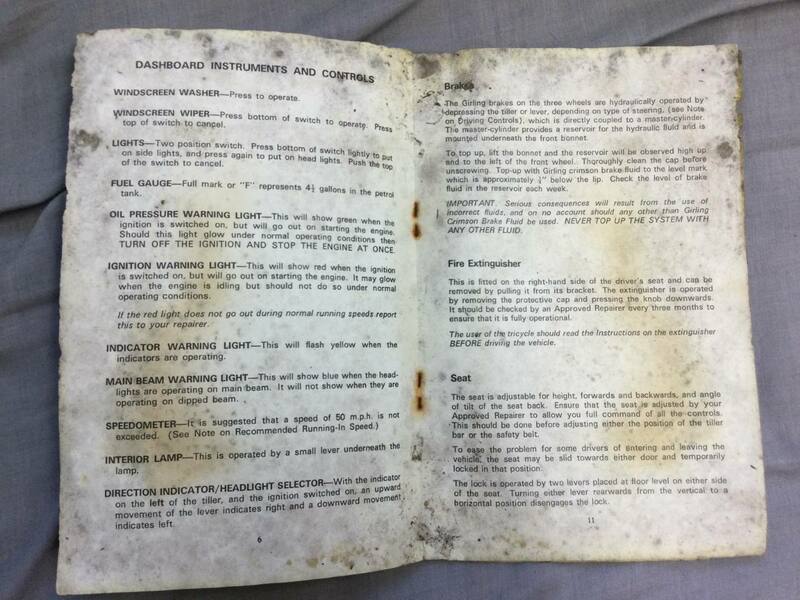 DASHBOARD INSTRUMENTS AND CONTROLS
WINDSCREEN WASHER—Press to operate.
WINDSCREEN WIPER—Press bottom of switch to operate. Press
top of switch to cancel.
LIGHTS—Two position switch. Press bottom of switch lightly to put
on side lights, and press again to put on head lights. Push the top
of the switch to cancel.
FUEL GAUGE—Full mark or "F" represents 4½ gallons in the petrol
tank.
OIL PRESSURE WARNING LIGHT—This will show green when the
ignition is switched on, but will go out on starting the engine.
Should this light glow under normal operating conditions then
TURN OFF THE IGNITION AND STOP THE ENGINE AT ONCE.
IGNITION WARNING LIGHT—This will show red when the ignition
is switched on, but will go out on starting the engine. It may glow
when the engine is idling but should not do so under normal
operating conditions.
If the red light does not go out during normal running speeds report
this to your repairer.
INDICATOR WARNING LIGHT—This will flash yellow when the
indicators are operating.
MAIN BEAM WARNING LIGHT—This will show blue when the head-
lights are operating on main beam. It will not show when they are
operating on dipped beam.
SPEEDOMETER—It is suggested that a speed of 50 m.p.h. is not
exceeded. (See Note on Recommended Running-In Speed.)
INTERIOR LAMP—This is operated by a small lever underneath the
lamp.
DIRECTION INDICATOR/HEADLIGHT SELECTOR—With the indicator
on the left of the tiller, and the ignition switched on, an upward
movement of the lever indicates right and a downward movement
indicates left.
6
Brakes
The Girling brakes on the three wheels are hydraulically operated by
depressing the tiller or lever, depending on type of steering, (see Note
on Driving Controls), which is directly coupled to a master-cylinder.
The master-cylinder provides a reservoir for the hydraulic fluid and is
mounted underneath the front bonnet.
To top up, lift the bonnet and the reservoir will be observed high up
and to the left of the front wheel. Thoroughly clean the cap before
unscrewing. Top-up with Girling crimson brake fluid to the level mark
which is approximately below the lip. Check the level of brake
fluid in the reservoir each week.
IMPORTANT. Serious consequences will result from the use of
incorrect fluids, and on no account should any other than Girling
Crimson Brake Fluid be used. NEVER TOP UP THE SYSTEM WITH
ANY OTHER FLUID.
Fire Extinguisher
This is fitted on the right-hand side of the driver's seat and can be
removed by pulling it from its bracket. The extinguisher is operated
by removing the protective cap and pressing the knob downwards.
It should be checked by an Approved Repairer every three months to
ensure that it is fully operational.
The user of the tricycle should read the Instructions on the extinguisher
BEFORE driving the vehicle.
Seat
The seat is adjustable for height, forwards and backwards, and angle
of tilt of the seat back. Ensure that the seat is adjusted by your
Approved Repairer to allow you full command of all the controls.
This should be done before adjusting either the position of the tiller
bar or the safety belt.
To ease the problem for some drivers of entering and leaving the
vehicle, the seat may be slid towards either door and temporarily
locked in that position.
The lock is operated by two levers placed at floor level on either side
of the seat. Turning either lever rearwards from the vertical to a
horizontal position disengages the lock.
11